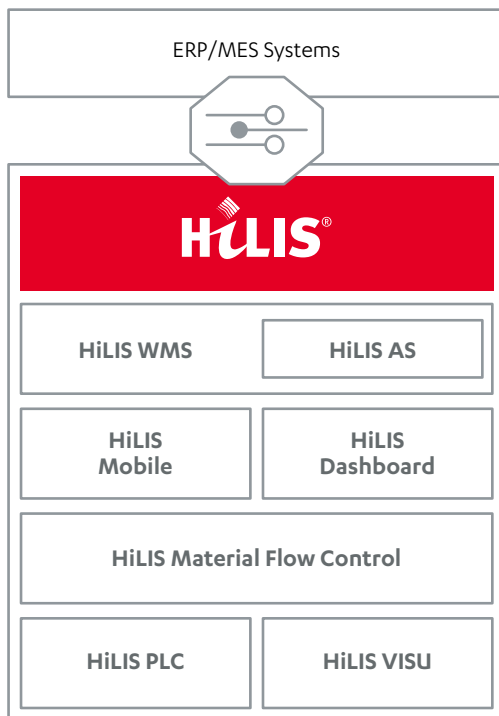 ERP/MES Systems
HiLIS®
HiLIS WMS
HiLIS AS
HiLIS
Mobile
HiLIS
Dashboard
HiLIS Material Flow Control
HiLIS PLC
HiLIS VISU